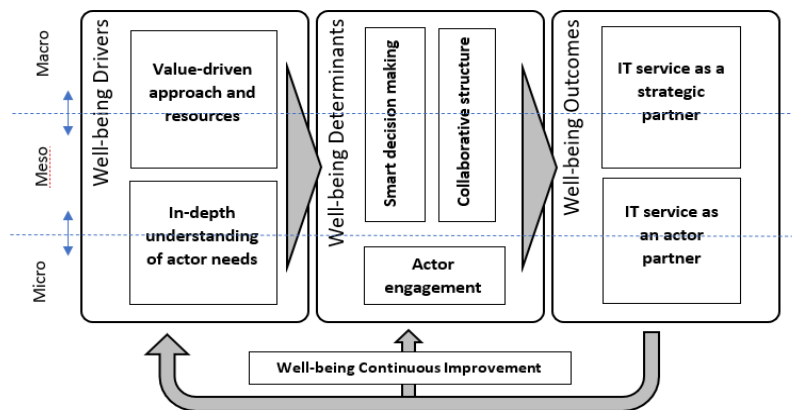 Macro
Meso
Micro
Well-being Drivers
Value-driven
approach and
resources
In-depth
understanding
of actor needs
Well-being Determinants
Smart decision making
Collaborative structure
Actor
engagement
Well-being Outcomes
IT service as a
strategic
partner
IT service as
an actor
partner
Well-being Continuous Improvement